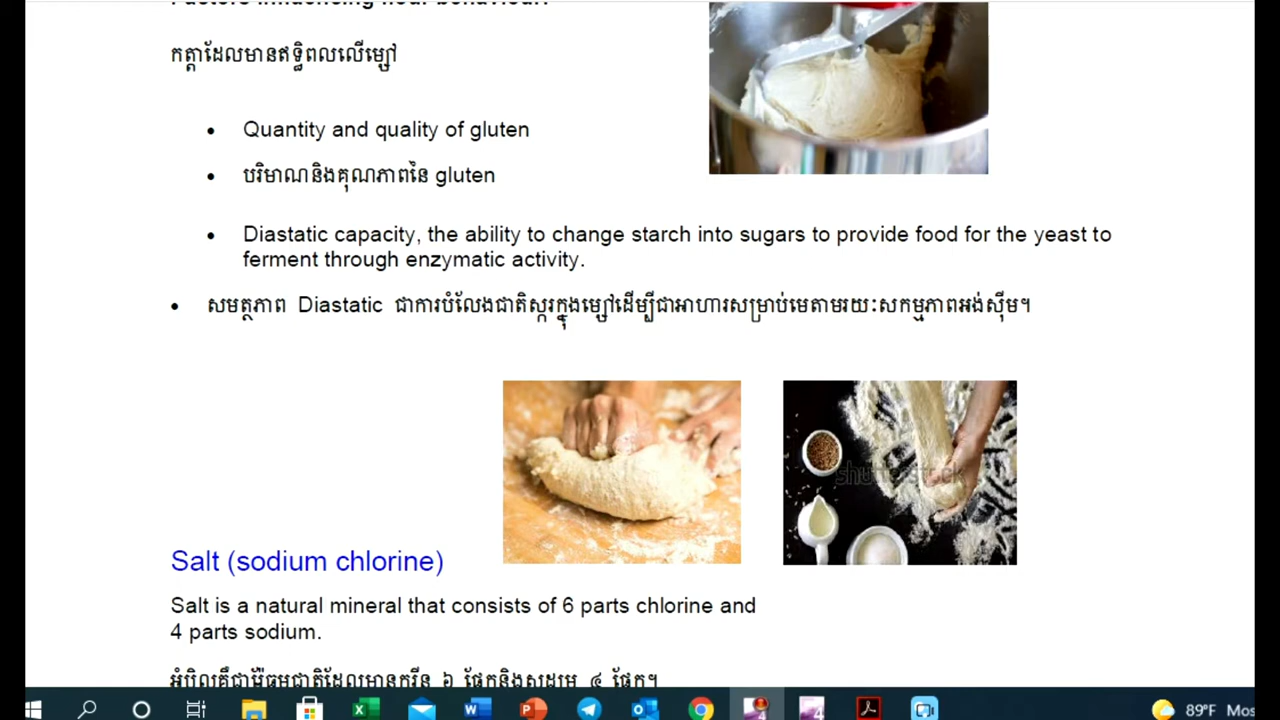 កត្តាដែលមានឥទ្ធិពលលើម្សៅ
• Quantity and quality of gluten
• បរិមាណនិងគុណភាពនៃ gluten
• Diastatic capacity, the ability to change starch into sugars to provide food for the yeast to
ferment through enzymatic activity.
• សមត្ថភាព Diastatic ជាការបំលែងជាតិស្ករក្នុងម្សៅដើម្បីជាអាហារសម្រាប់មេតាមរយៈសកម្មភាពអង់ស៊ីម។
shutterstock
Salt (sodium chlorine)
Salt is a natural mineral that consists of 6 parts chlorine and
4 parts sodium.
89°F Mos